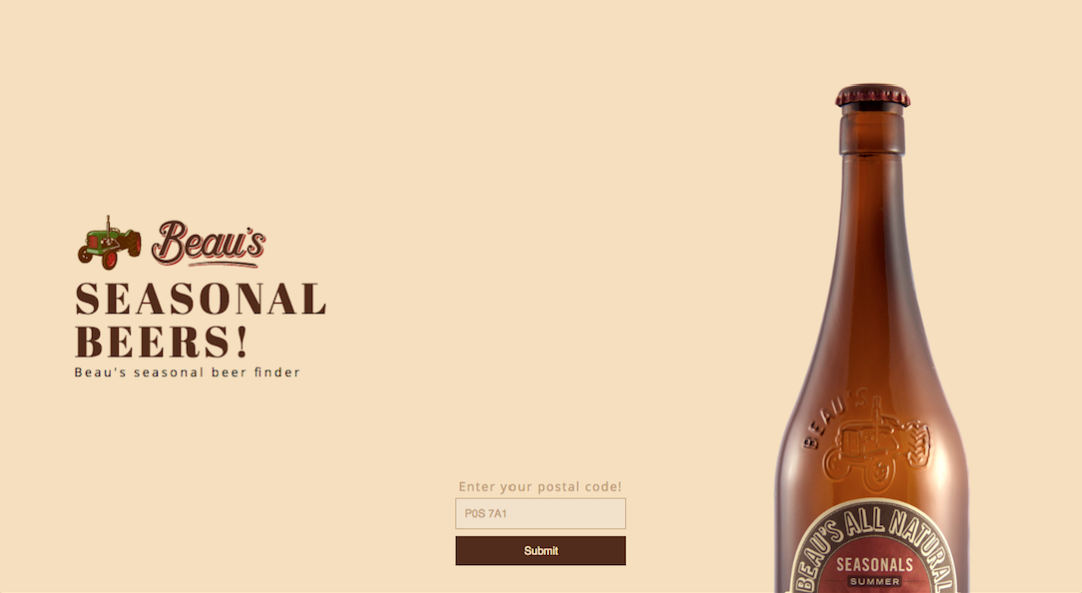 Beau's
SEASONAL
BEERS!
Beau's seasonal beer finder
Enter your postal code!
P0S 7A1
Submit
BEAU'S
BEAU'S ALL NATURAL
SEASONALS
SUMMER